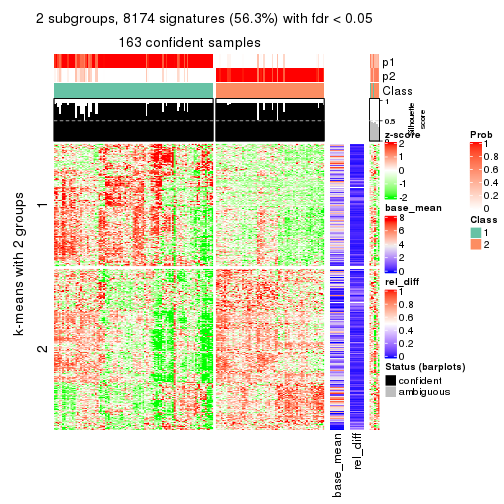 2 subgroups, 8174 signatures (56.3%) with fdr < 0.05
163 confident samples
p1
p2
Class
1
0.5
0
Silhouette
score
k-means with 2 groups
1
2
base_mean
rel_diff
z-score
2
1
0
-1
-2
base_mean
8
6
4
2
0
rel_diff
1
0.8
0.6
0.4
0.2
0
Status (barplots)
confident
ambiguous
Prob
1
0.8
0.6
0.4
0.2
0
Class
1
2